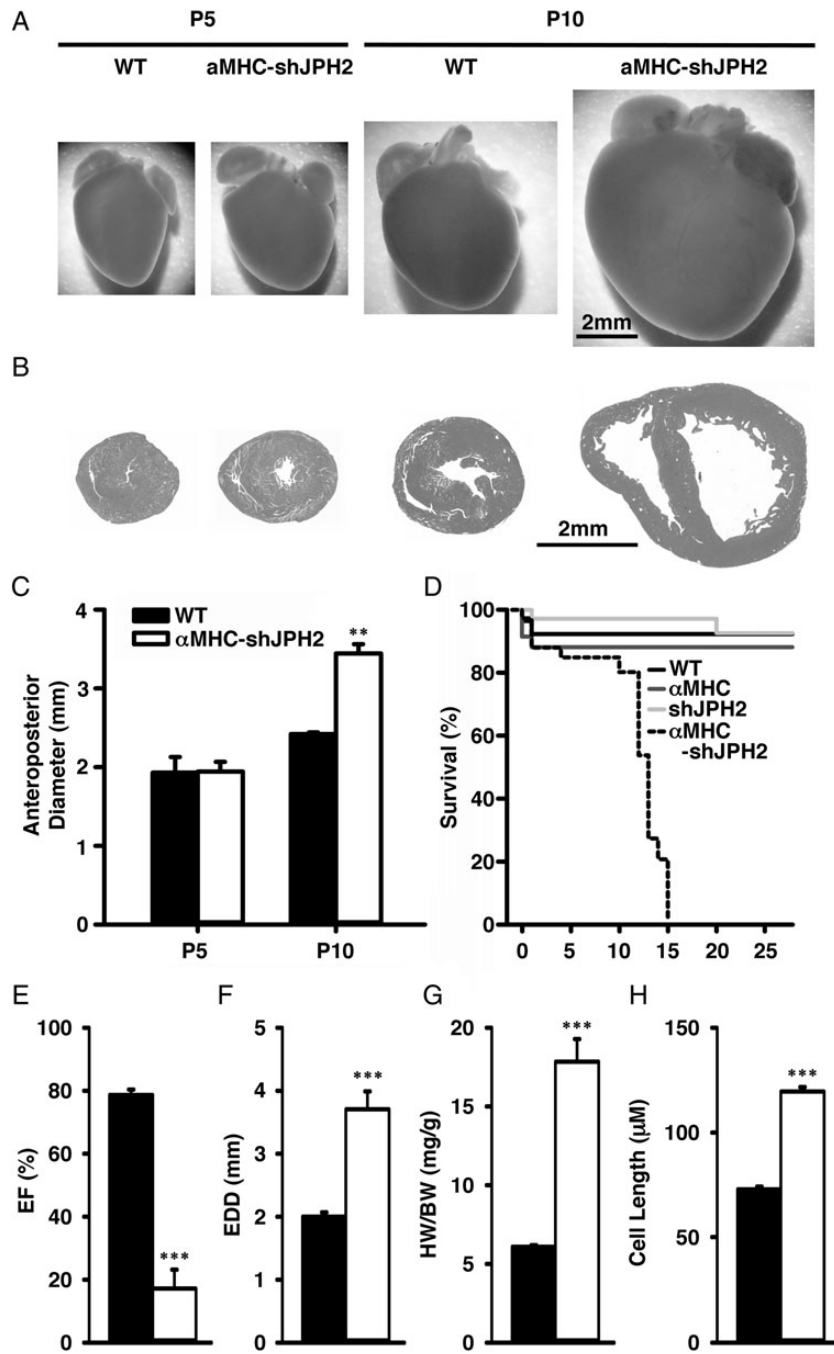 A
P5
P10
WT
aMHC-shJPH2
WT
aMHC-shJPH2
2mm
B
2mm
C
4
3
2
1
0
Anteroposterior
Diameter (mm)
WT
αMHC-shJPH2
**
P5
P10
D
100
80
60
40
20
0
Survival (%)
WT
αMHC
shJPH2
αMHC
-shJPH2
0 5 10 15 20 25
E
100
80
60
40
20
0
EF (%)
***
F
5
4
3
2
1
0
EDD (mm)
***
G
20
15
10
5
0
HW/BW (mg/g)
***
H
150
100
50
0
Cell Length (µM)
***